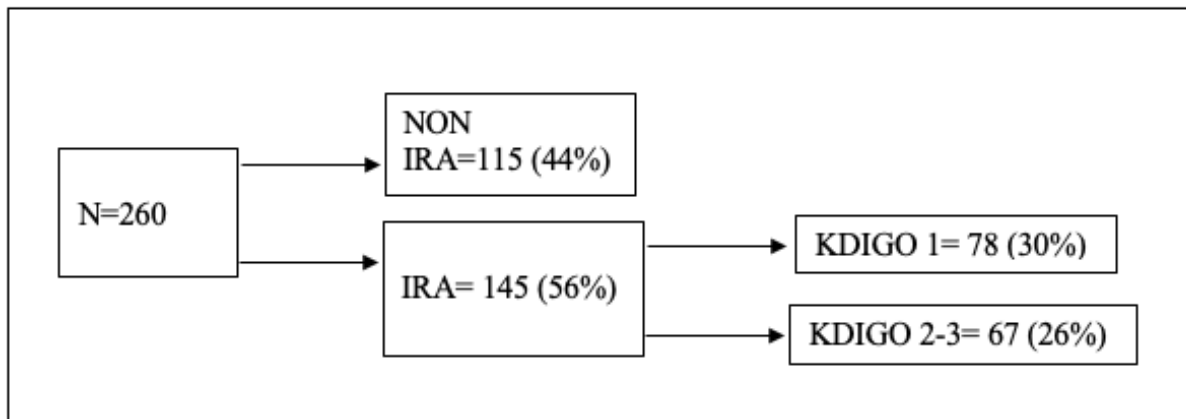 N=260
NON
IRA=115 (44%)
IRA= 145 (56%)
KDIGO 1= 78 (30%)
KDIGO 2-3= 67 (26%)